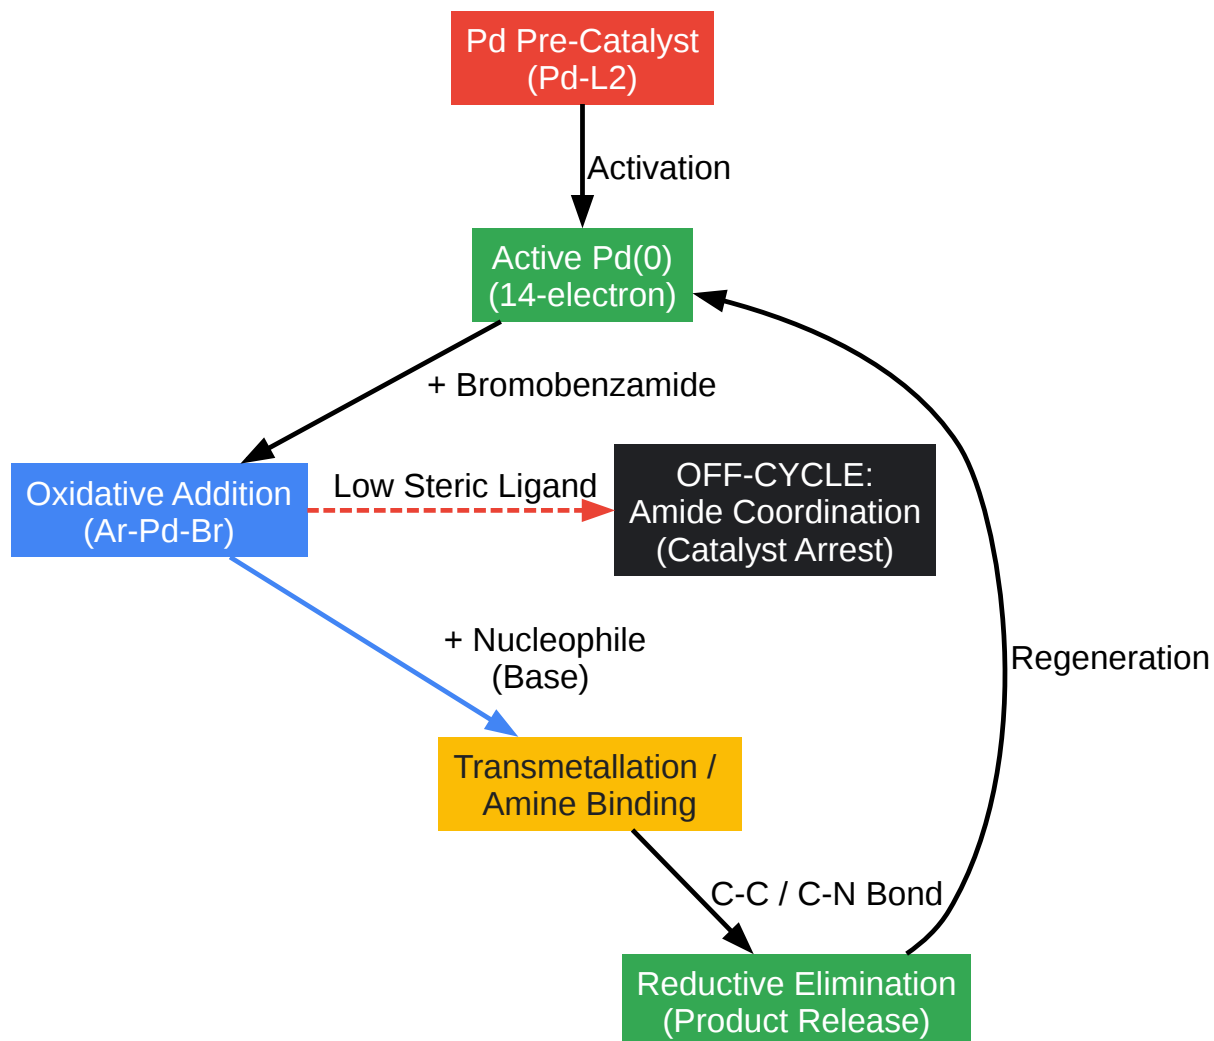 Pd Pre-Catalyst
(Pd-L2)
Activation
Active Pd(0)
(14-electron)
+ Bromobenzamide
Oxidative Addition
(Ar-Pd-Br)
Low Steric Ligand
OFF-CYCLE:
Amide Coordination
(Catalyst Arrest)
+ Nucleophile
(Base)
Regeneration
Transmetallation /
Amine Binding
C-C / C-N Bond
Reductive Elimination
(Product Release)